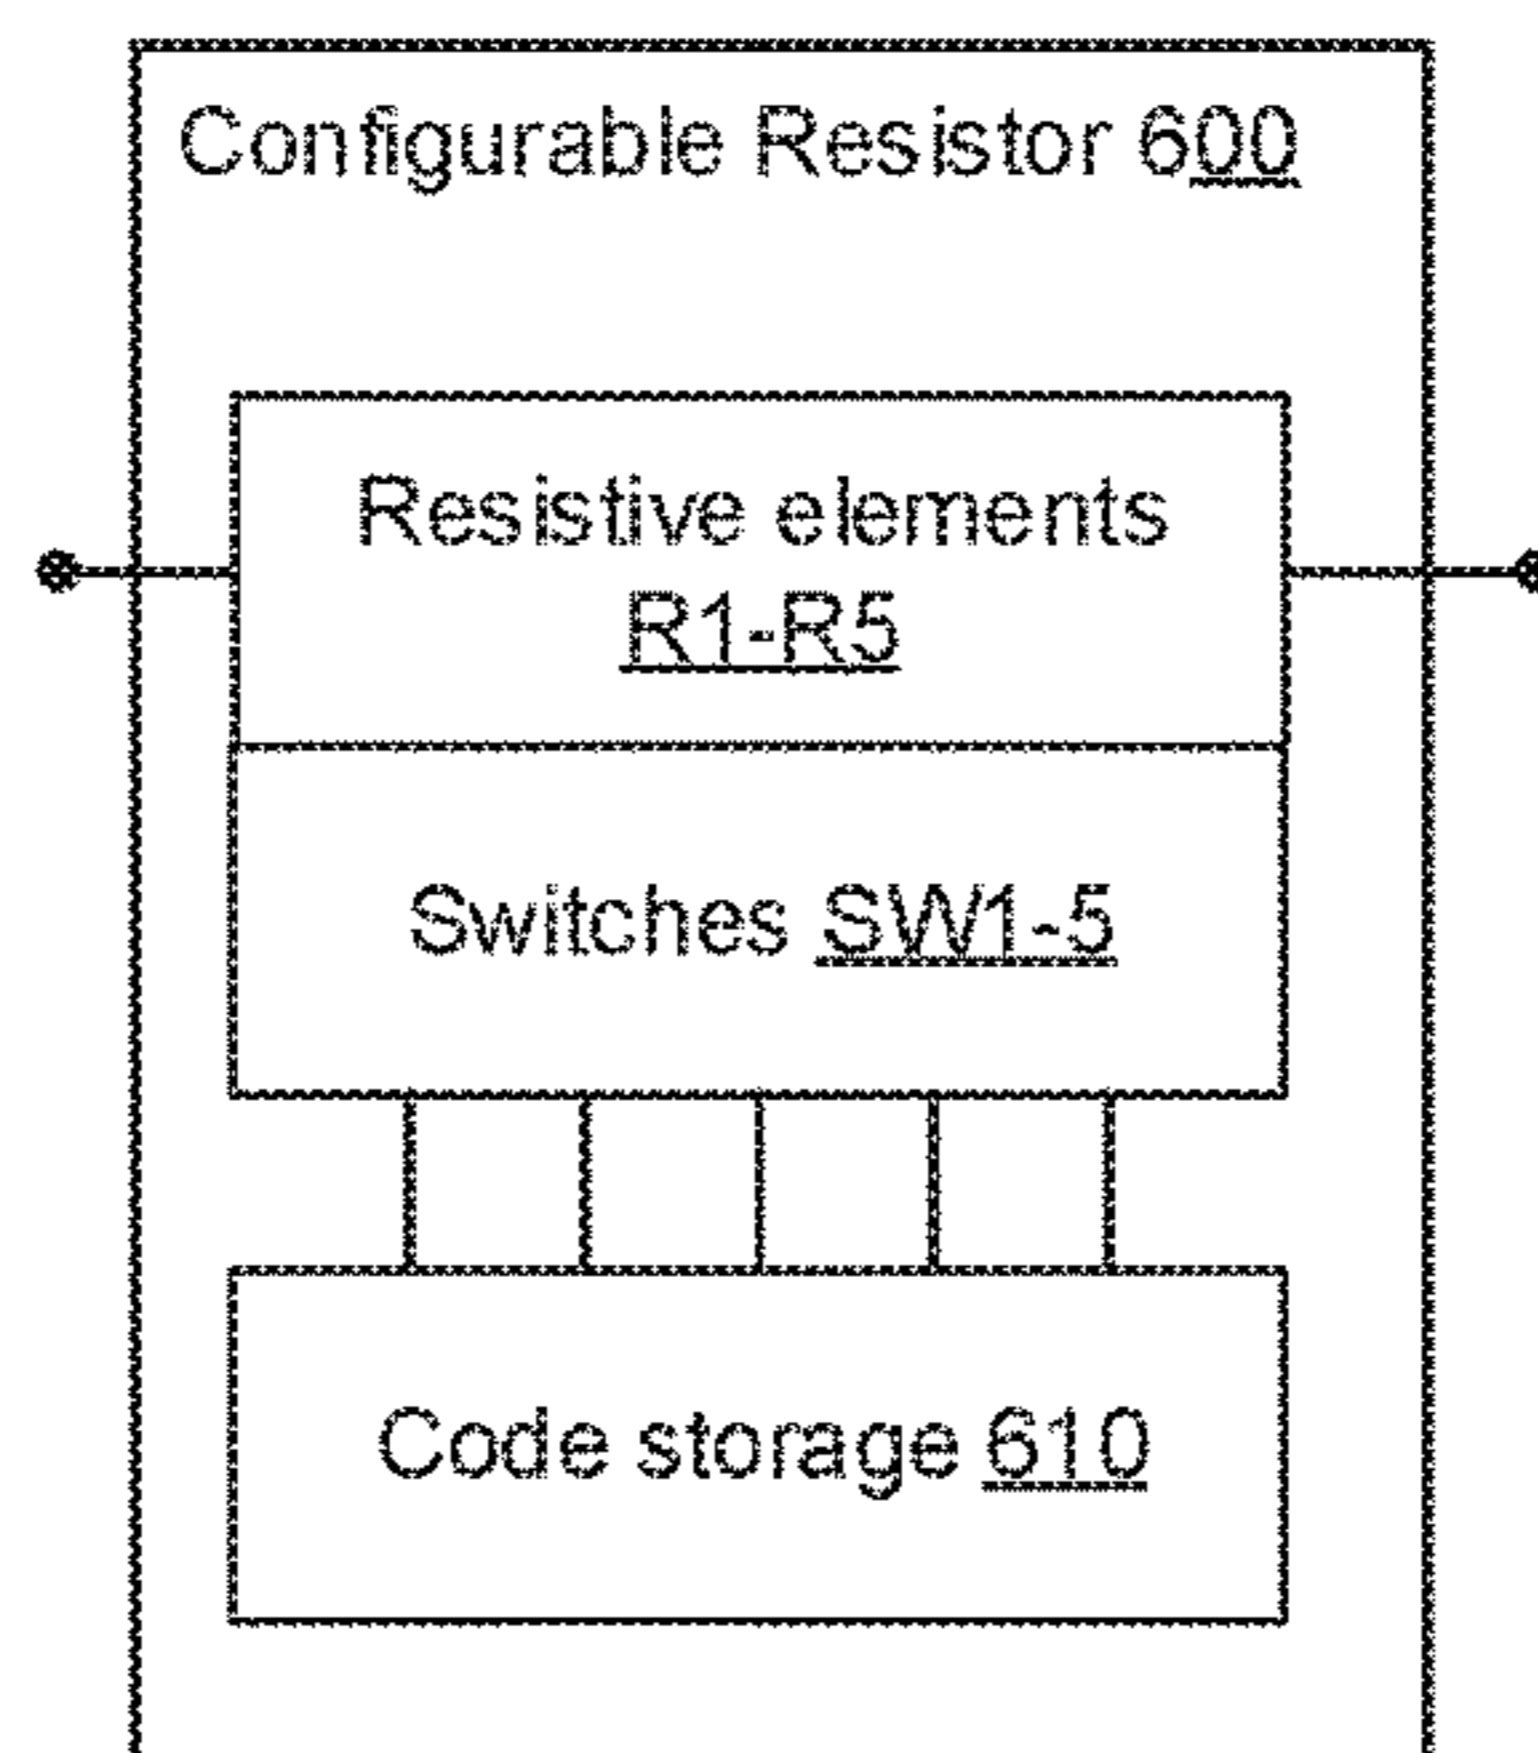 Configurable Resistor 600
Resistive elements
R1-R5
Switches SW1-5
Code storage 610